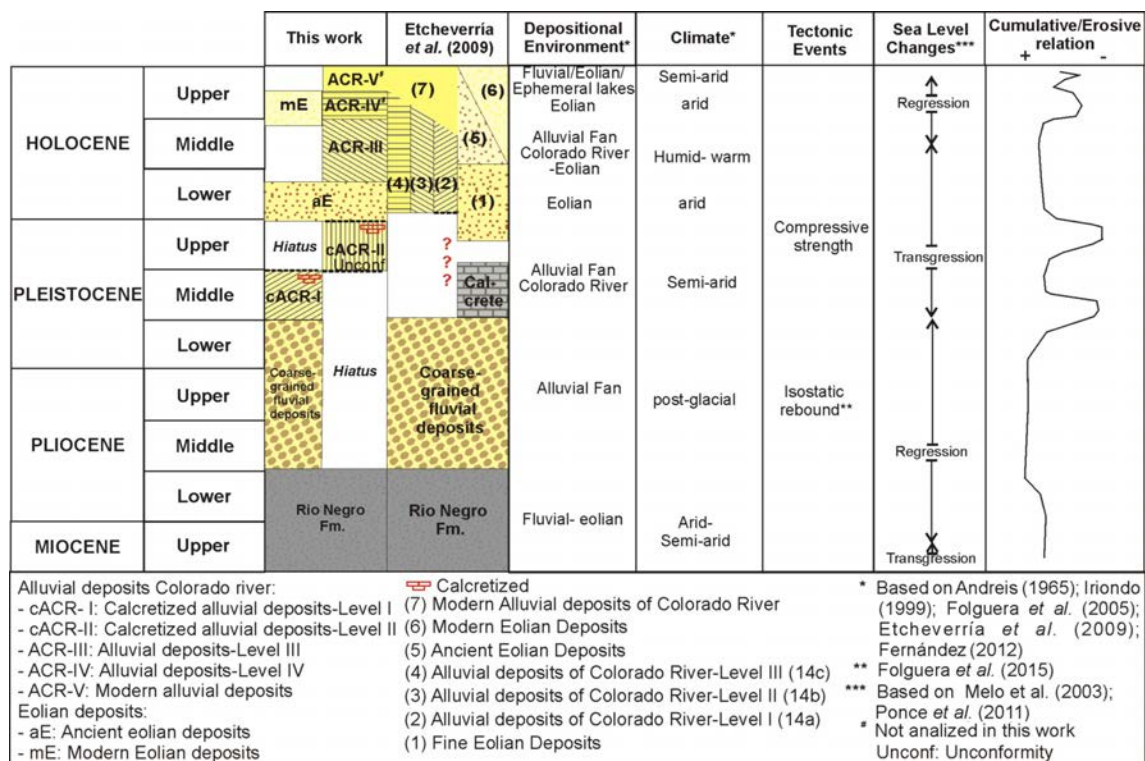 This work
Etcheverría
et al. (2009)
Depositional
Environment*
Climate*
Tectonic
Events
Sea Level
Changes***
Cumulative/Erosive
relation
+ -
HOLOCENE
Upper
Middle
Lower
PLEISTOCENE
Upper
Middle
Lower
PLIOCENE
Upper
Middle
Lower
MIOCENE
Upper
mE
ACR-V#
ACR-IV#
ACR-III
aE
Hiatus
cACR-II
Unconf
cACR-I
Coarse-
grained
fluvial
deposits
Hiatus
Rio Negro
Fm.
(7)
(6)
(5)
(4)
(3)
(2)
(1)
?
?
?
Cal-
crete
Coarse-
grained
fluvial
deposits
Rio Negro
Fm.
Fluvial/Eolian/
Ephemeral lakes
Eolian
Alluvial Fan
Colorado River
-Eolian
Eolian
Alluvial Fan
Colorado River
Alluvial Fan
Fluvial- eolian
Semi-arid
arid
Humid- warm
arid
Semi-arid
post-glacial
Arid-
Semi-arid
Compressive
strength
Isostatic
rebound**
Regression
Transgression
Regression
Transgression
Alluvial deposits Colorado river:
- cACR- I: Calcretized alluvial deposits-Level I
- cACR-II: Calcretized alluvial deposits-Level II
- ACR-III: Alluvial deposits-Level III
- ACR-IV: Alluvial deposits-Level IV
- ACR-V: Modern alluvial deposits
Eolian deposits:
- aE: Ancient eolian deposits
- mE: Modern Eolian deposits
Calcretized
(7) Modern Alluvial deposits of Colorado River
(6) Modern Eolian Deposits
(5) Ancient Eolian Deposits
(4) Alluvial deposits of Colorado River-Level III (14c)
(3) Alluvial deposits of Colorado River-Level II (14b)
(2) Alluvial deposits of Colorado River-Level I (14a)
(1) Fine Eolian Deposits
* Based on Andreis (1965); Iriondo
(1999); Folguera et al. (2005);
Etcheverría et al. (2009);
Fernández (2012)
** Folguera et al. (2015)
*** Based on Melo et al. (2003);
Ponce et al. (2011)
# Not analized in this work
Unconf: Unconformity